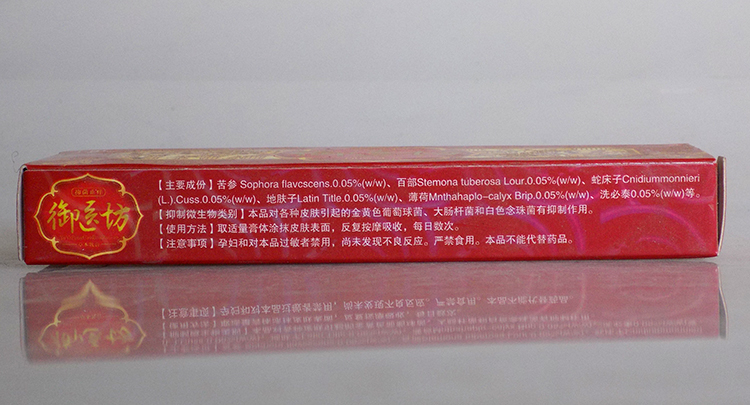 御医坊
【主要成份】苦参 Sophora flavcscens.0.05%(w/w)、百部Stemona tuberosa Lour.0.05%(w/w)、蛇床子Cnidiummonnieri
(L.).Cuss.0.05%(w/w)、地肤子Latin Title.0.05%(w/w)、薄荷Mnthahaplo–calyx Brip.0.05%(w/w)、洗必泰0.05%(w/w)等。
【抑制微生物类别】本品对各种皮肤引起的金黄色葡萄球菌、大肠杆菌和白色念珠菌有抑制作用。
【使用方法】取适量膏体涂抹皮肤表面，反复按摩吸收，每日数次。
【注意事项】孕妇和对本品过敏者禁用，尚未发现不良反应。严禁食用。本品不能代替药品。